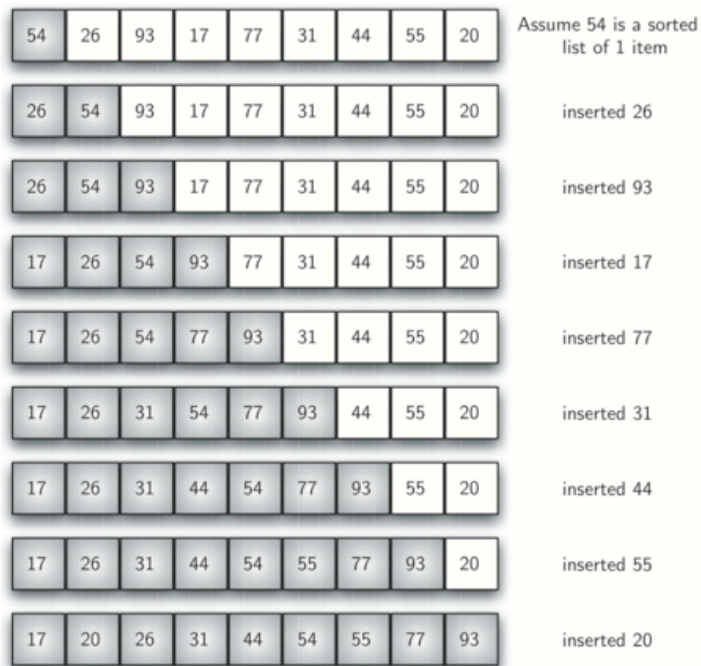 54 26 93 17 77 31 44 55 20 Assume 54 is a sorted
list of 1 item
26 54 93 17 77 31 44 55 20 inserted 26
26 54 93 17 77 31 44 55 20 inserted 93
17 26 54 93 77 31 44 55 20 inserted 17
17 26 54 77 93 31 44 55 20 inserted 77
17 26 31 54 77 93 44 55 20 inserted 31
17 26 31 44 54 77 93 55 20 inserted 44
17 26 31 44 54 55 77 93 20 inserted 55
17 20 26 31 44 54 55 77 93 inserted 20